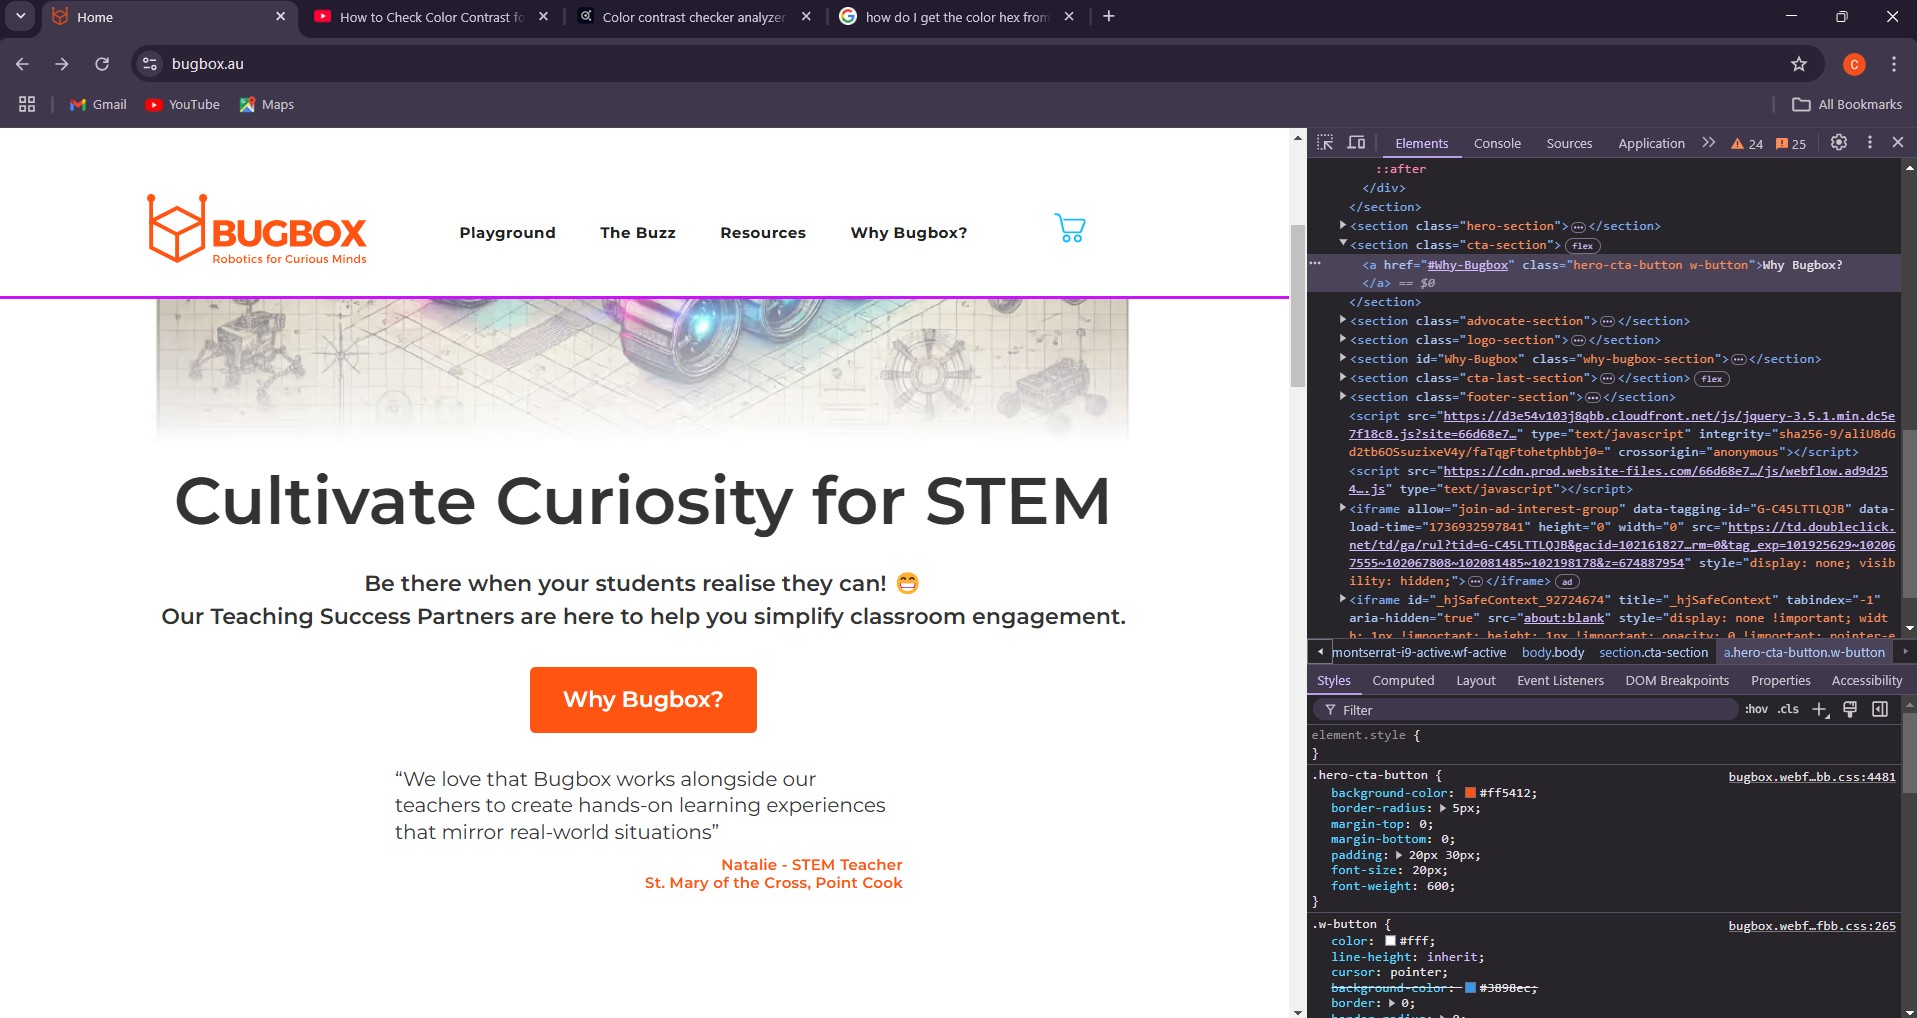 Home
How to Check Color Contrast fo
Color contrast checker analyzer
how do I get the color hex from
bugbox.au
C
Gmail
YouTube
Maps
All Bookmarks
BUGBOX
Robotics for Curious Minds
Playground
The Buzz
Resources
Why Bugbox?
Cultivate Curiosity for STEM
Be there when your students realise they can! 😁
Our Teaching Success Partners are here to help you simplify classroom engagement.
Why Bugbox?
“We love that Bugbox works alongside our
teachers to create hands-on learning experiences
that mirror real-world situations”
Natalie - STEM Teacher
St. Mary of the Cross, Point Cook
Elements
Console
Sources
Application
24
25
::after
</div>
</section>
<section class="hero-section"> … </section>
<section class="cta-section"> flex
<a href="#Why-Bugbox" class="hero-cta-button w-button">Why Bugbox?
</a> == $0
</section>
<section class="advocate-section"> … </section>
<section class="logo-section"> … </section>
<section id="Why-Bugbox" class="why-bugbox-section"> … </section>
<section class="cta-last-section"> … </section> flex
<section class="footer-section"> … </section>
<script src="https://d3e54v103j8qbb.cloudfront.net/js/jquery-3.5.1.min.dc5e
7f18c8.js?site=66d68e7…" type="text/javascript" integrity="sha256-9/aliU8dG
d2tb6OSsuzixeV4y/faTqgFtohetphbbj0=" crossorigin="anonymous"></script>
<script src="https://cdn.prod.website-files.com/66d68e7…/js/webflow.ad9d25
4….js" type="text/javascript"></script>
<iframe allow="join-ad-interest-group" data-tagging-id="G-C45LTTLQJB" data-
load-time="1736932597841" height="0" width="0" src="https://td.doubleclick.
net/td/ga/rul?tid=G-C45LTTLQJB&gacid=102161827…rm=0&tag_exp=101925629~10206
7555~102067808~102081485~102198178&z=674887954" style="display: none; visib
ility: hidden;"> … </iframe> ad
<iframe id="_hjSafeContext_92724674" title="_hjSafeContext" tabindex="-1"
aria-hidden="true" src="about:blank" style="display: none !important; widt
h: 1px !important; height: 1px !important; opacity: 0 !important; pointer-e
montserrat-i9-active.wf-active
body.body
section.cta-section
a.hero-cta-button.w-button
Styles
Computed
Layout
Event Listeners
DOM Breakpoints
Properties
Accessibility
Filter
:hov
.cls
element.style {
}
.hero-cta-button {
bugbox.webf…bb.css:4481
background-color: #ff5412;
border-radius: 5px;
margin-top: 0;
margin-bottom: 0;
padding: 20px 30px;
font-size: 20px;
font-weight: 600;
}
.w-button {
bugbox.webf…fbb.css:265
color: #fff;
line-height: inherit;
cursor: pointer;
background-color: #3898ec;
border: 0;
border-radius: 0;